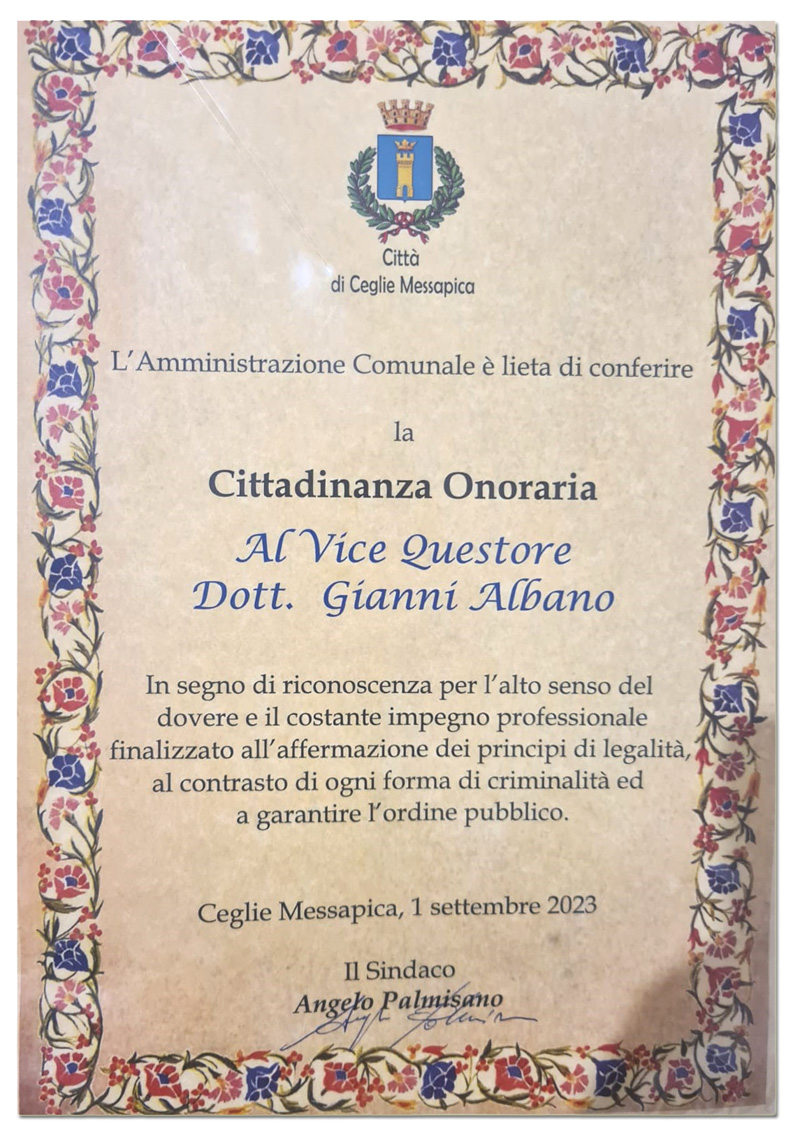 Città
di Ceglie Messapica
L'Amministrazione Comunale è lieta di conferire
la
Cittadinanza Onoraria
Al Vice Questore
Dott. Gianni Albano
In segno di riconoscenza per l'alto senso del
dovere e il costante impegno professionale
finalizzato all'affermazione dei principi di legalità,
al contrasto di ogni forma di criminalità ed
a garantire l'ordine pubblico.
Ceglie Messapica, 1 settembre 2023
Il Sindaco
Angelo Palmisano